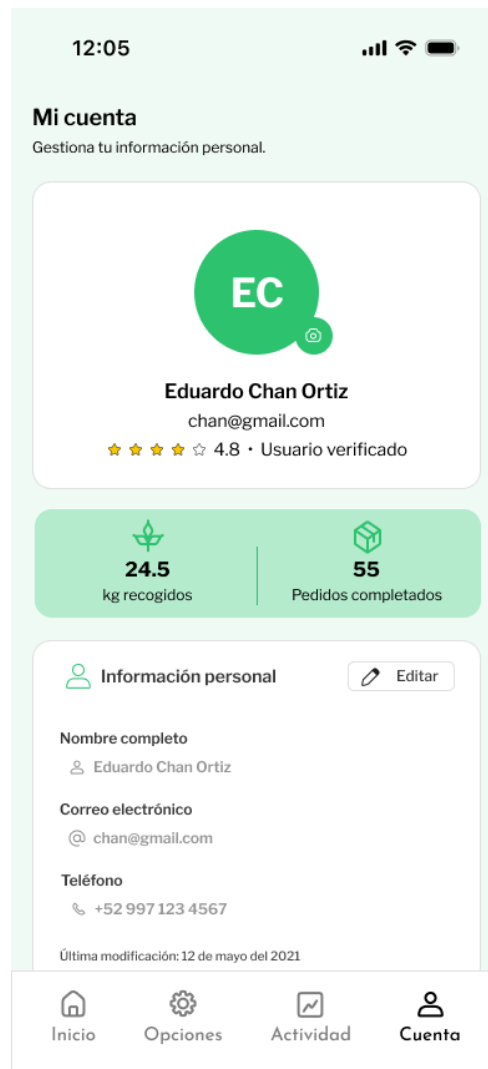 12:05
Mi cuenta
Gestiona tu información personal.
EC
Eduardo Chan Ortiz
chan@gmail.com
4.8 · Usuario verificado
24.5
kg recogidos
55
Pedidos completados
Información personal
Editar
Nombre completo
Eduardo Chan Ortiz
Correo electrónico
chan@gmail.com
Teléfono
+52 997 123 4567
Última modificación: 12 de mayo del 2021
Inicio
Opciones
Actividad
Cuenta